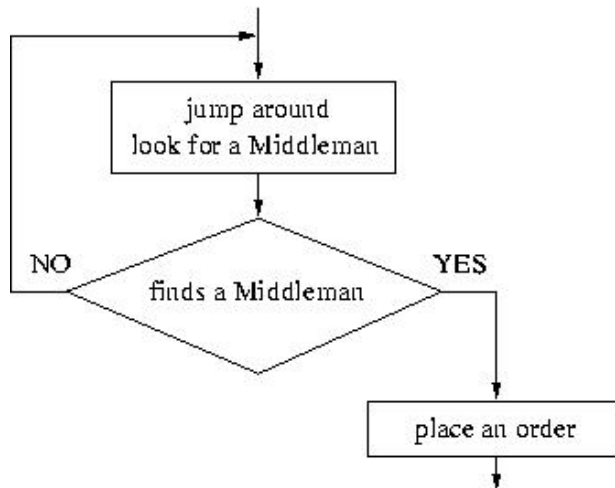 jump around
look for a Middleman
NO
YES
finds a Middleman
place an order